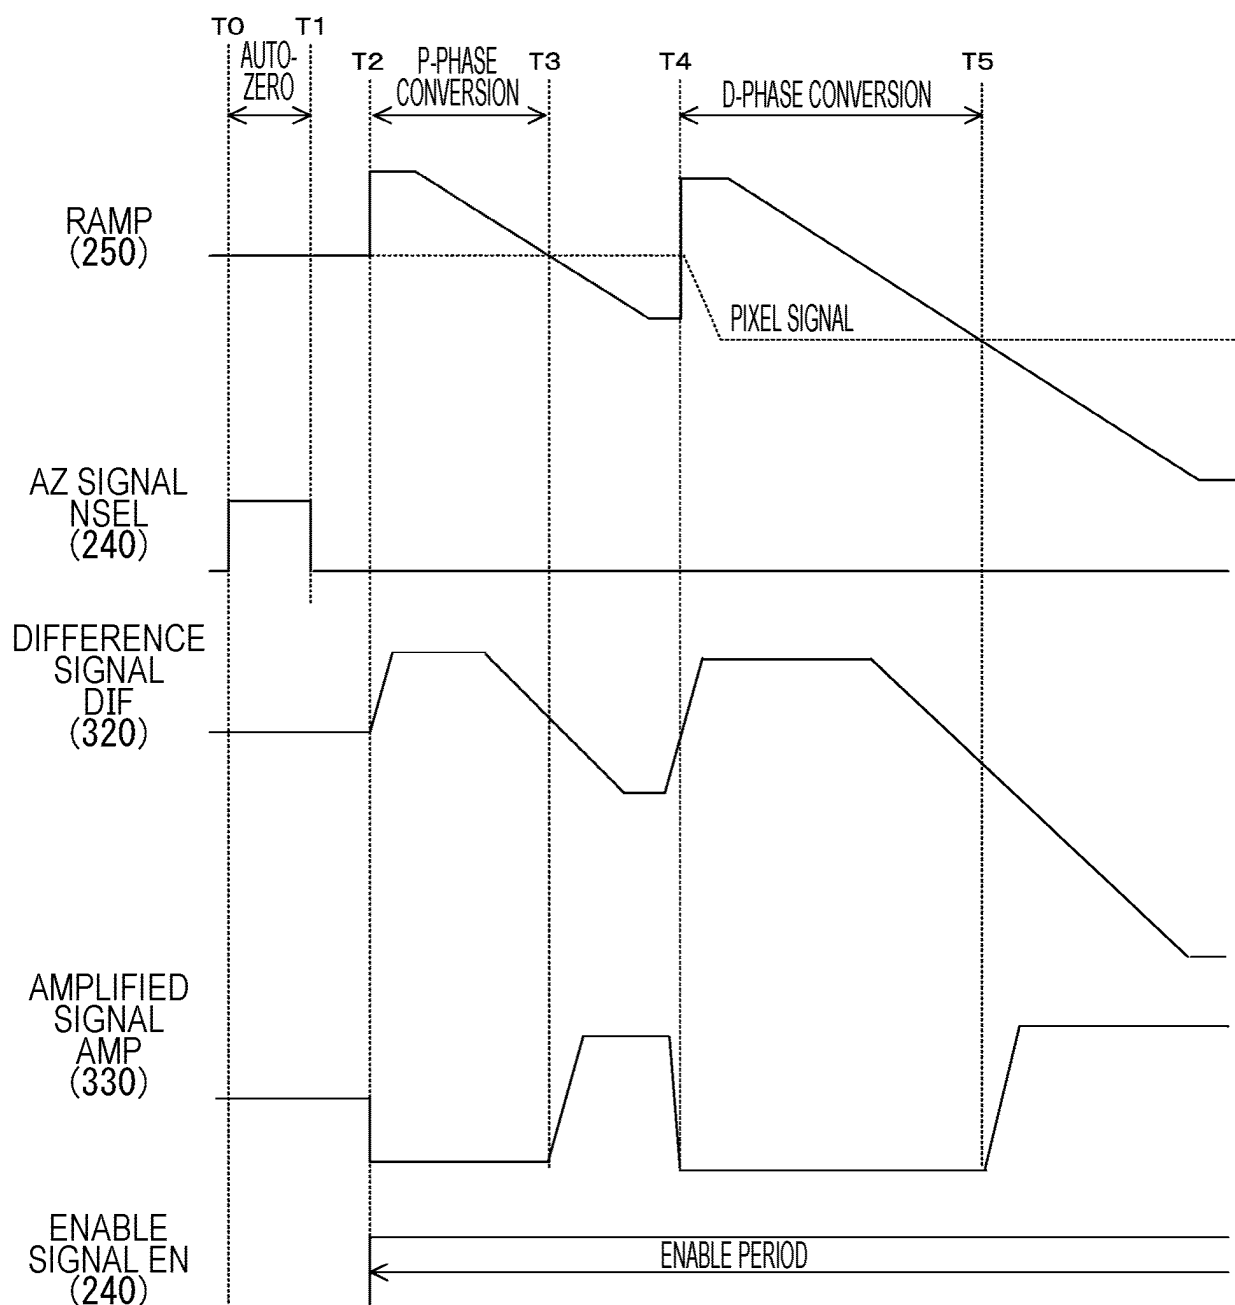 T0 T1
AUTO-
ZERO
T2
P-PHASE
CONVERSION
T3
T4
D-PHASE CONVERSION
T5
RAMP
(250)
PIXEL SIGNAL
AZ SIGNAL
NSEL
(240)
DIFFERENCE
SIGNAL
DIF
(320)
AMPLIFIED
SIGNAL
AMP
(330)
ENABLE
SIGNAL EN
(240)
ENABLE PERIOD